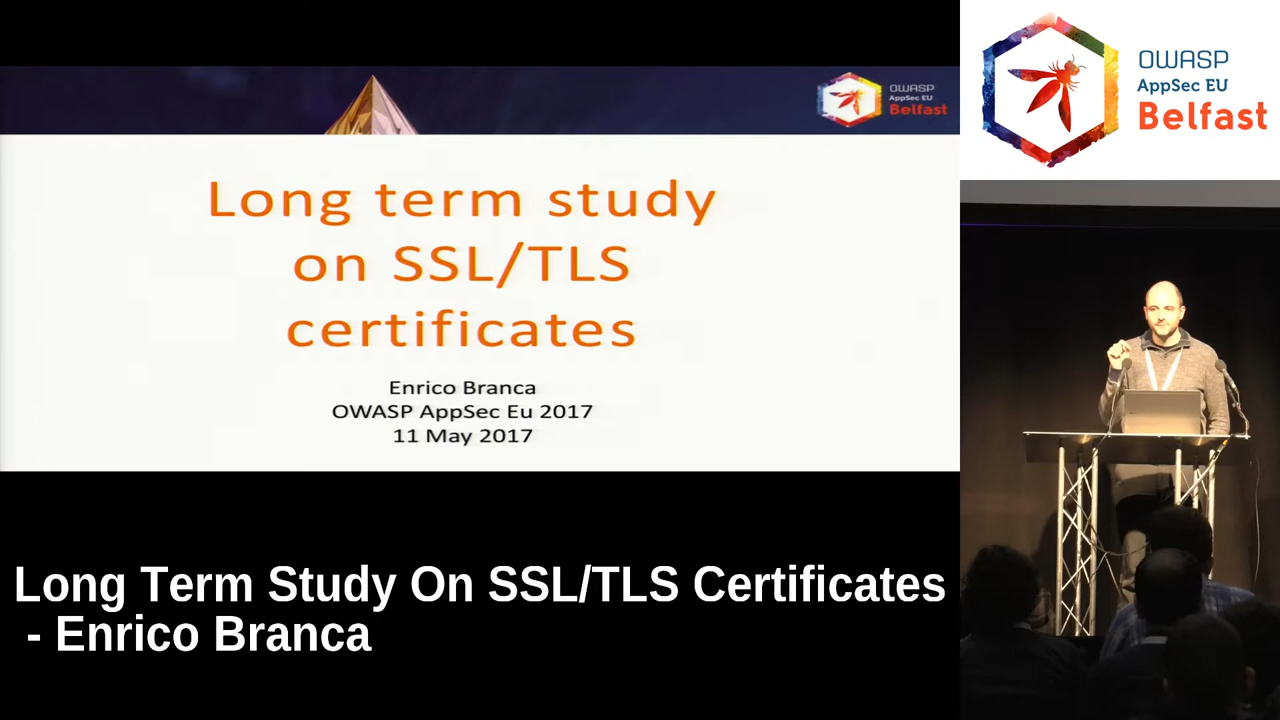 OWASP
AppSec EU
Belfast
Long term study
on SSL/TLS
certificates
Enrico Branca
OWASP AppSec Eu 2017
11 May 2017
Long Term Study On SSL/TLS Certificates
- Enrico Branca
OWASP
AppSec EU
Belfast